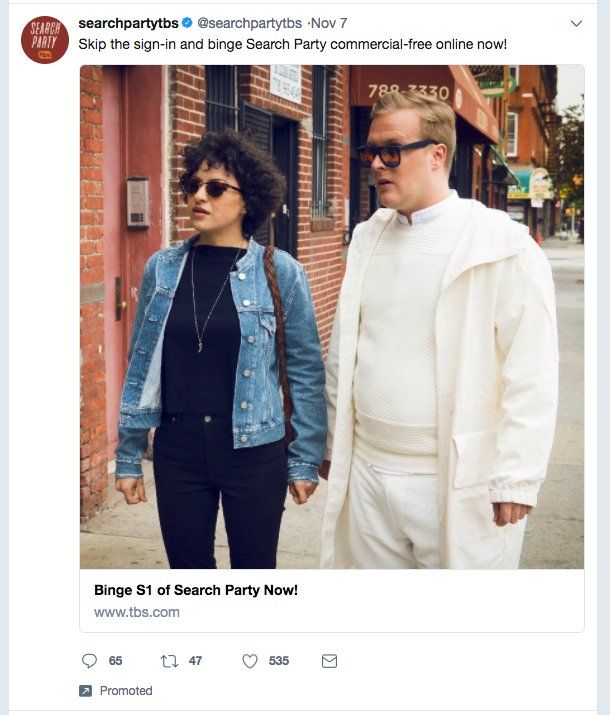 searchpartytbs @searchpartytbs · Nov 7
SEARCH
PARTY
tbs
Skip the sign-in and binge Search Party commercial-free online now!
788-3330
Binge S1 of Search Party Now!
www.tbs.com
65 47 535
Promoted